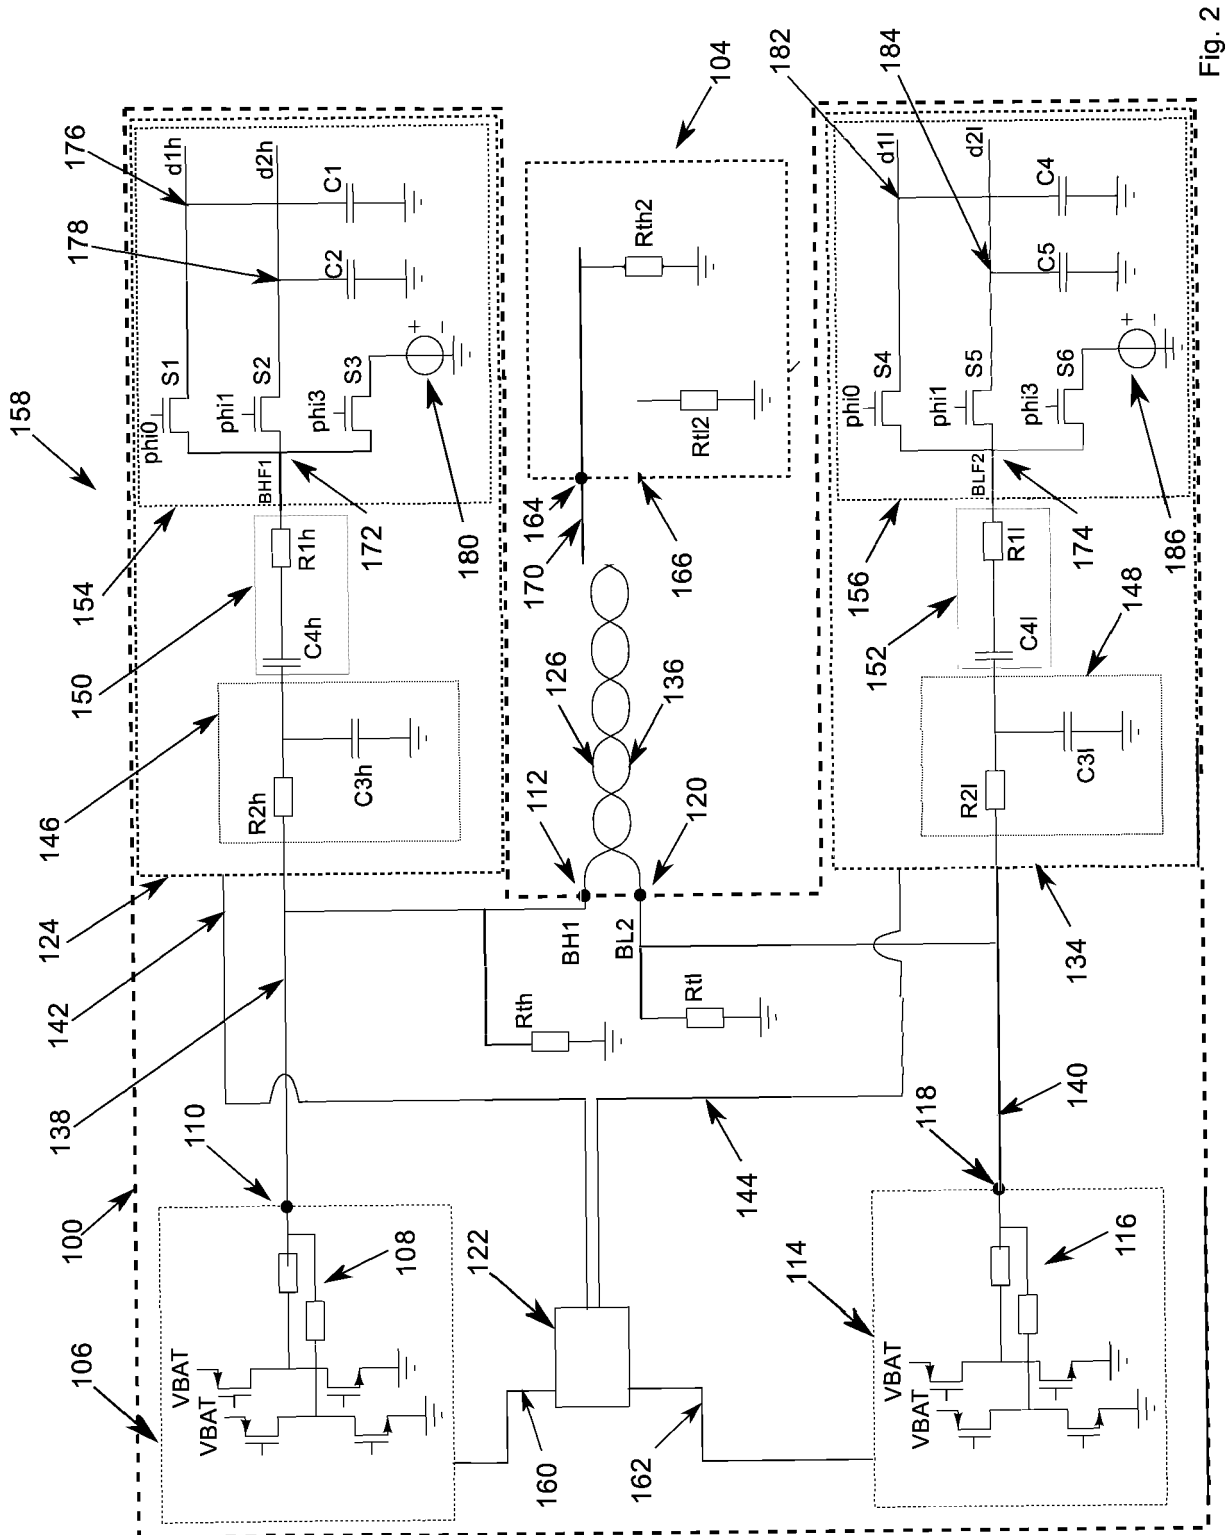 Fig. 2
158
176
178
154
150
146
124
142
138
110
100
106
108
d1h
d2h
C1
C2
S1
S2
S3
phi0
phi1
phi3
BHF1
172
180
R1h
C4h
R2h
C3h
104
Rth2
Rtl2
164
170
166
126
136
112
120
BH1
BL2
Rth
Rtl
122
160
162
144
VBAT
VBAT
182
184
d1l
d2l
C4
C5
S4
S5
S6
phi0
phi1
phi3
BLF2
174
186
156
152
148
R1l
C4l
R2l
C3l
134
140
118
114
116
VBAT
VBAT